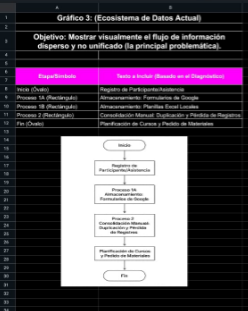 A
B
Gráfico 3: (Ecosistema de Datos Actual)
Objetivo: Mostrar visualmente el flujo de información
disperso y no unificado (la principal problemática).
Etapa/Símbolo
Texto a Incluir (Basado en el Diagnóstico)
Inicio (Óvalo)
Registro de Participante/Asistencia
Proceso 1A (Rectángulo)
Almacenamiento: Formularios de Google
Proceso 1B (Rectángulo)
Almacenamiento: Planillas Excel Locales
Proceso 2 (Rectángulo)
Consolidación Manual: Duplicación y Pérdida de Registros
Fin (Óvalo)
Planificación de Cursos y Pedido de Materiales
Inicio
Registro de
Participante/Asistencia
Proceso 1A:
Almacenamiento:
Formularios de Google
Proceso 2
Consolidación Manual:
Duplicación y Pérdida
de Registros
Planificación de Cursos
y Pedido de Materiales
Fin